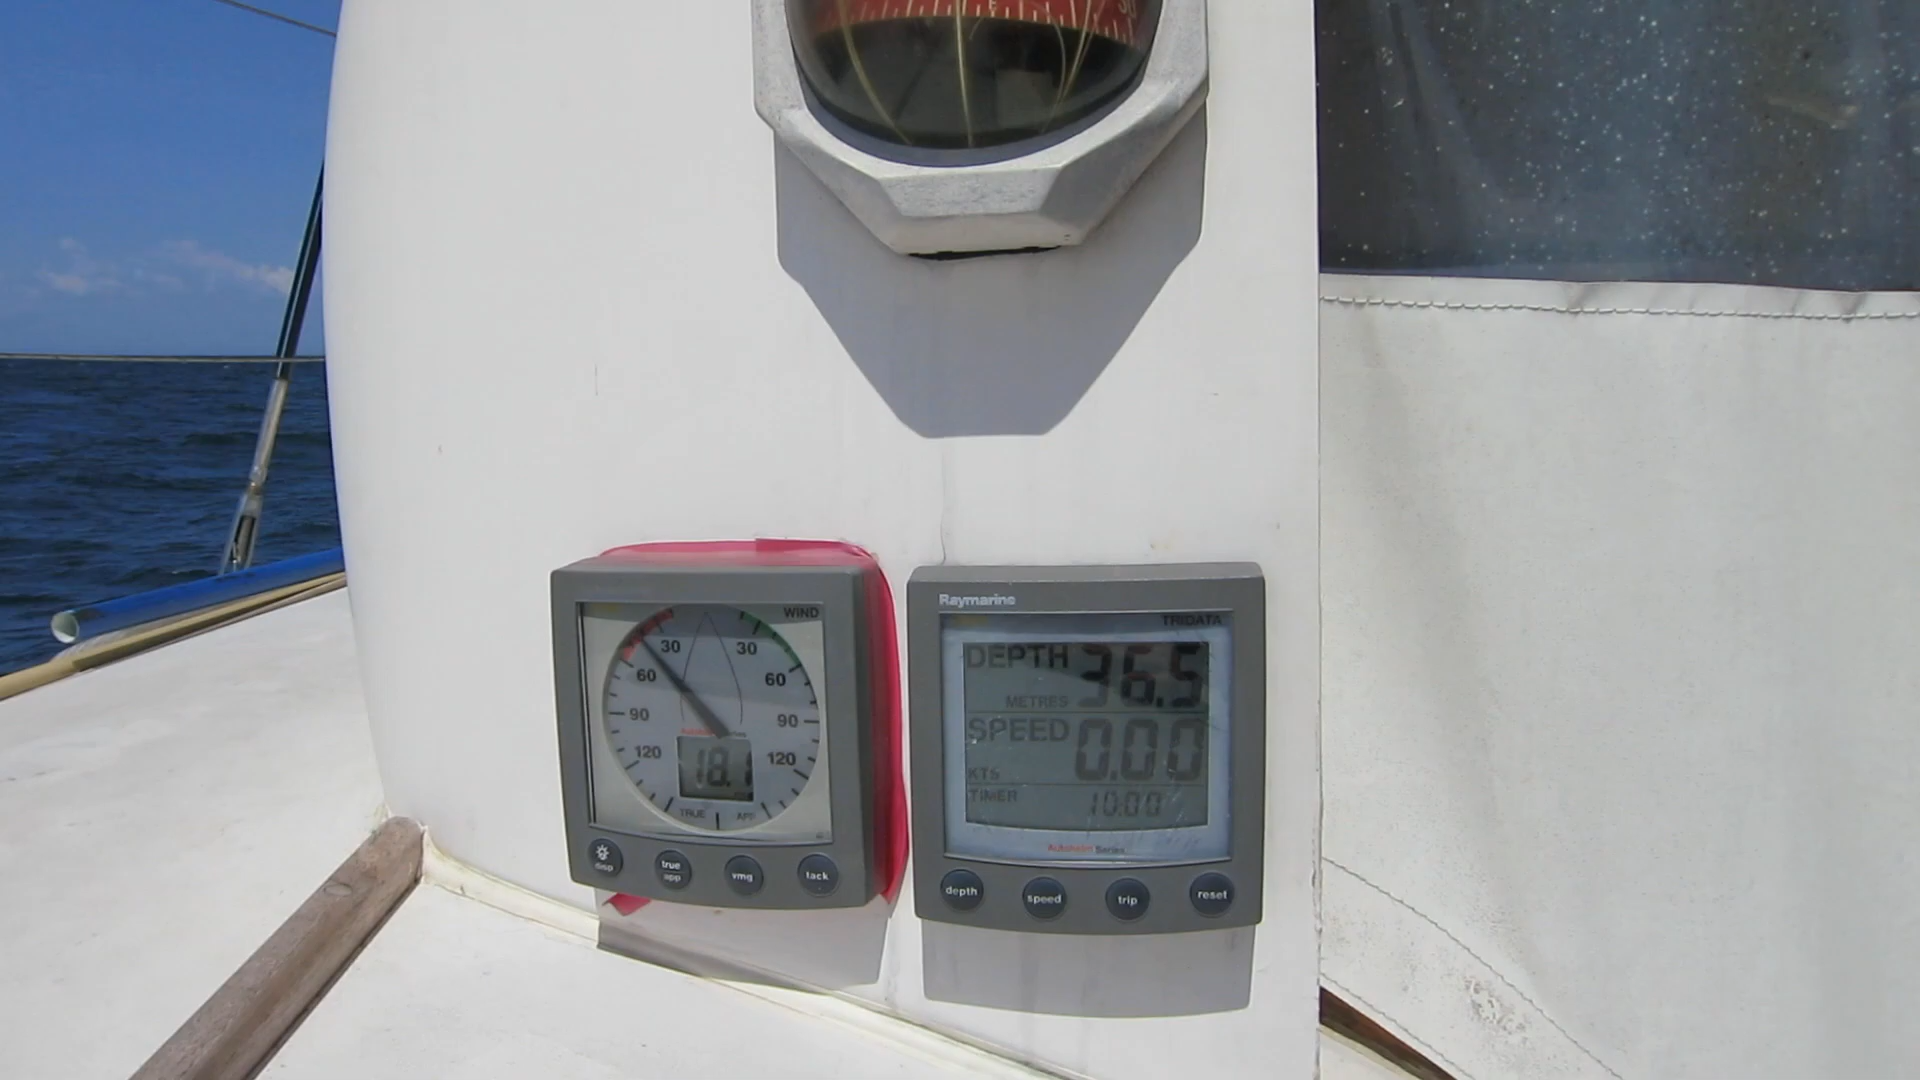 WIND
30 30
60 60
90 90
120 120
18.1
TRUE APP
disp
true
app
vmg
tack
Raymarine
TRIDATA
DEPTH 36.5
METRES
SPEED 0.00
KTS
TIMER 10:00
Autohelm Series
depth speed trip reset